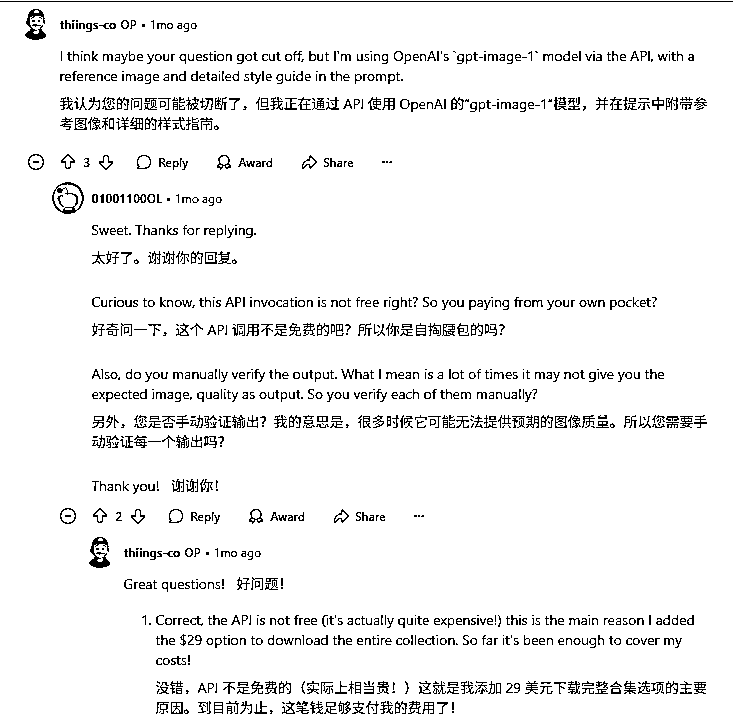 thiings-co OP • 1mo ago
I think maybe your question got cut off, but I'm using OpenAI's `gpt-image-1` model via the API, with a
reference image and detailed style guide in the prompt.
我认为您的问题可能被切断了，但我正在通过 API 使用 OpenAI 的“gpt-image-1”模型，并在提示中附带参
考图像和详细的样式指南。
3 Reply Award Share ...
01001100OL • 1mo ago
Sweet. Thanks for replying.
太好了。谢谢你的回复。
Curious to know, this API invocation is not free right? So you paying from your own pocket?
好奇问一下，这个 API 调用不是免费的吧？所以你是自掏腰包的吗？
Also, do you manually verify the output. What I mean is a lot of times it may not give you the
expected image, quality as output. So you verify each of them manually?
另外，您是否手动验证输出？我的意思是，很多时候它可能无法提供预期的图像质量。所以您需要手
动验证每一个输出吗？
Thank you! 谢谢你！
2 Reply Award Share ...
thiings-co OP • 1mo ago
Great questions! 好问题！
1. Correct, the API is not free (it's actually quite expensive!) this is the main reason I added
the $29 option to download the entire collection. So far it's been enough to cover my
costs!
没错，API 不是免费的（实际上相当贵！）这就是我添加 29 美元下载完整合集选项的主要
原因。到目前为止，这笔钱足够支付我的费用了！